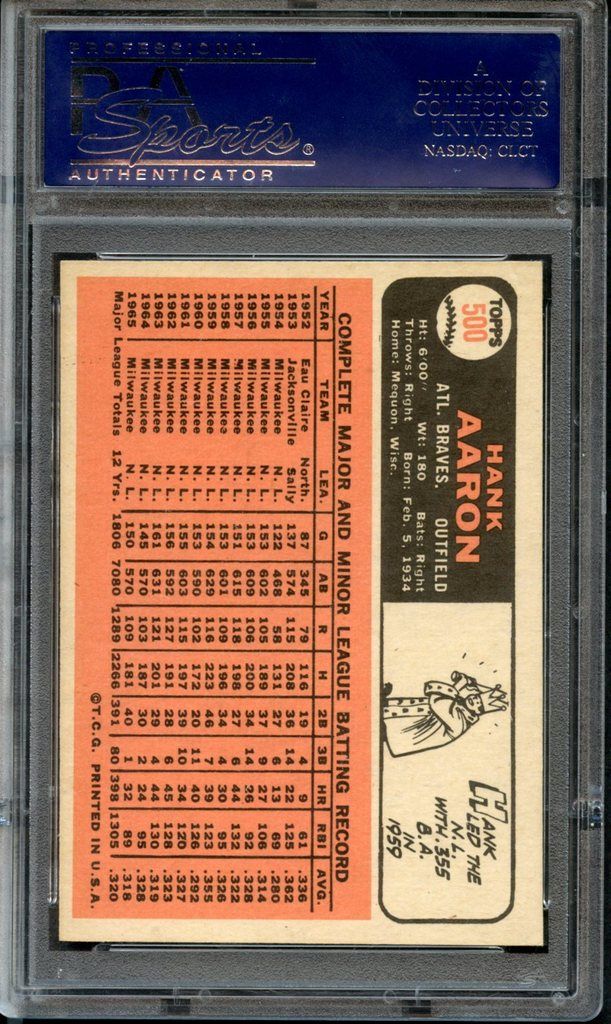 PROFESSIONAL
PSA
Sports®
AUTHENTICATOR
A
DIVISION OF
COLLECTORS
UNIVERSE
NASDAQ: CLCT
TOPPS
500
HANK
AARON
ATL. BRAVES. OUTFIELD
Ht: 6'00" Wt: 180 Bats: Right
Throws: Right Born: Feb. 5, 1934
Home: Mequon, Wisc.
HANK
LED THE
N.L.
WITH .355
B.A.
IN
1959
COMPLETE MAJOR AND MINOR LEAGUE BATTING RECORD
YEAR TEAM LEA. G AB R H 2B 3B HR RBI AVG.
1952 Eau Claire North. 87 345 79 116 19 4 9 61 .336
1953 Jacksonville Sally 137 574 115 208 36 14 22 125 .362
1954 Milwaukee N. L. 122 468 58 131 27 6 13 69 .280
1955 Milwaukee N. L. 153 602 105 189 37 9 27 106 .314
1956 Milwaukee N. L. 153 609 106 200 34 14 26 92 .328
1957 Milwaukee N. L. 151 615 118 198 27 6 44 132 .322
1958 Milwaukee N. L. 153 601 109 196 34 4 30 95 .326
1959 Milwaukee N. L. 154 629 116 223 46 7 39 123 .355
1960 Milwaukee N. L. 153 590 102 172 20 11 40 126 .292
1961 Milwaukee N. L. 155 603 115 197 39 10 34 120 .327
1962 Milwaukee N. L. 156 592 127 191 28 6 45 128 .323
1963 Milwaukee N. L. 161 631 121 201 29 4 44 130 .319
1964 Milwaukee N. L. 145 570 103 187 30 2 24 95 .328
1965 Milwaukee N. L. 150 570 109 181 40 1 32 89 .318
Major League Totals 12 Yrs. 1806 7080 1289 2266 391 80 398 1305 .320
©T.C.G. PRINTED IN U.S.A.